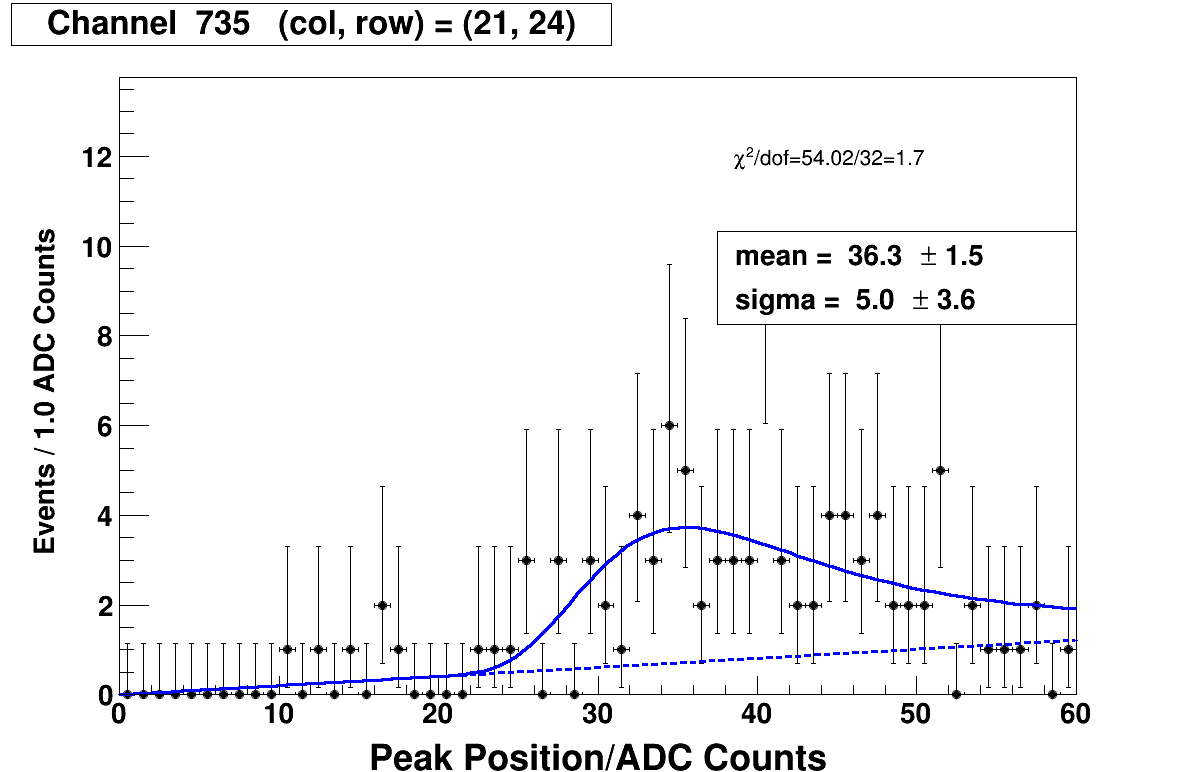 Channel 735 (col, row) = (21, 24)
χ²/dof=54.02/32=1.7
mean = 36.3 ± 1.5
sigma = 5.0 ± 3.6
Events / 1.0 ADC Counts
12
10
8
6
4
2
0
0 10 20 30 40 50 60
Peak Position/ADC Counts